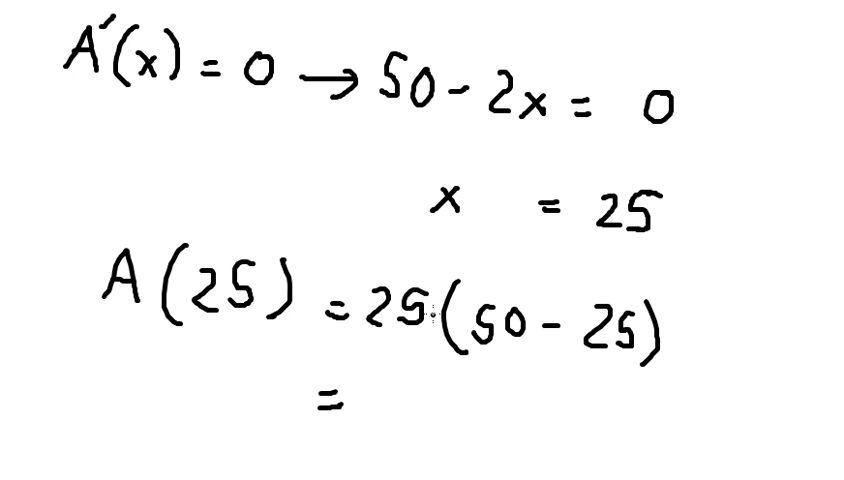 A'(x) = 0 → 50 - 2x = 0
x = 25
A(25) = 25(50 - 25)
=